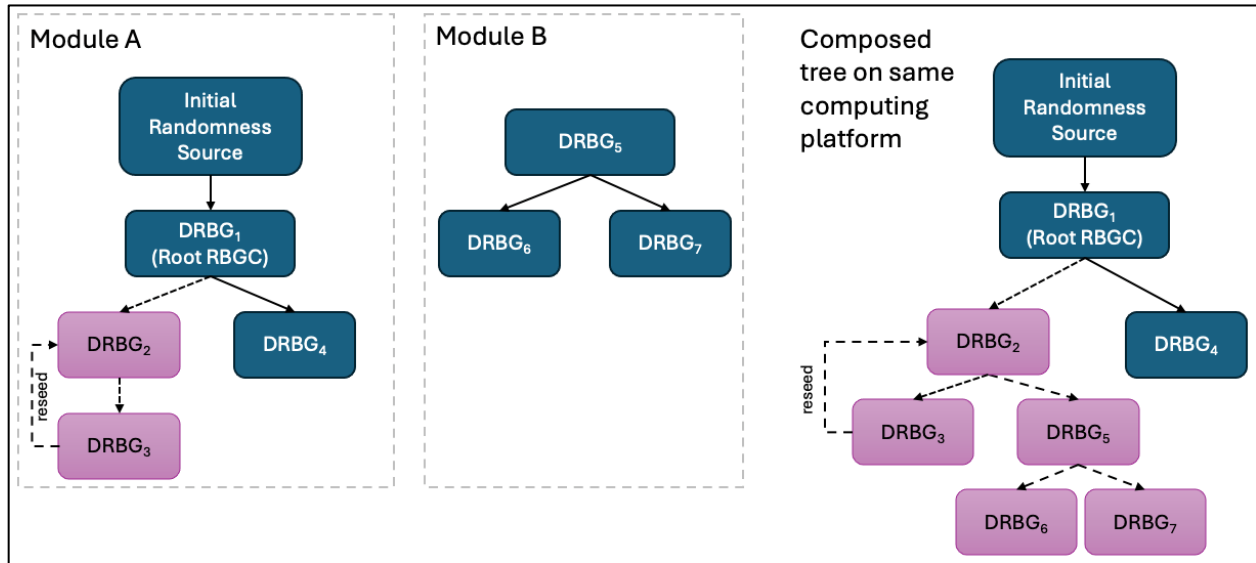 Module A
Initial
Randomness
Source
DRBG₁
(Root RBGC)
DRBG₂
DRBG₄
reseed
DRBG₃
Module B
DRBG₅
DRBG₆
DRBG₇
Composed
tree on same
computing
platform
Initial
Randomness
Source
DRBG₁
(Root RBGC)
DRBG₂
DRBG₄
reseed
DRBG₃
DRBG₅
DRBG₆
DRBG₇